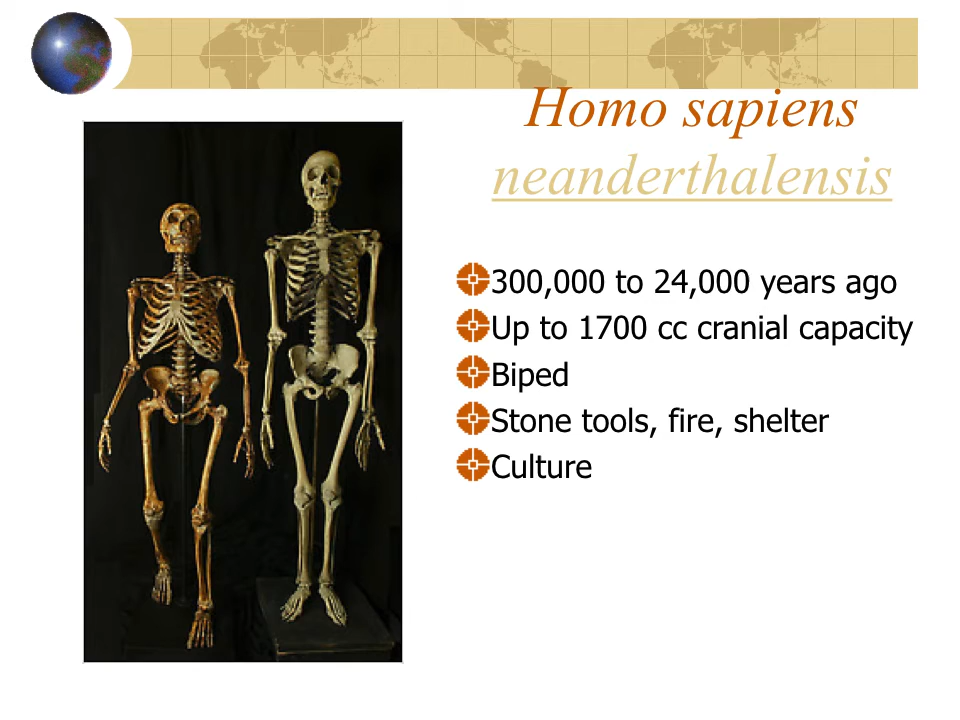 Homo sapiens
neanderthalensis
300,000 to 24,000 years ago
Up to 1700 cc cranial capacity
Biped
Stone tools, fire, shelter
Culture